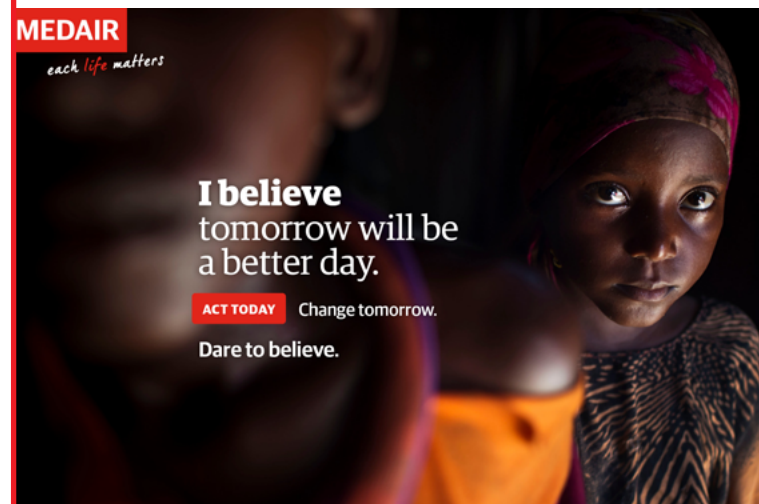 MEDAIR
each life matters
I believe
tomorrow will be
a better day.
ACT TODAY Change tomorrow.
Dare to believe.